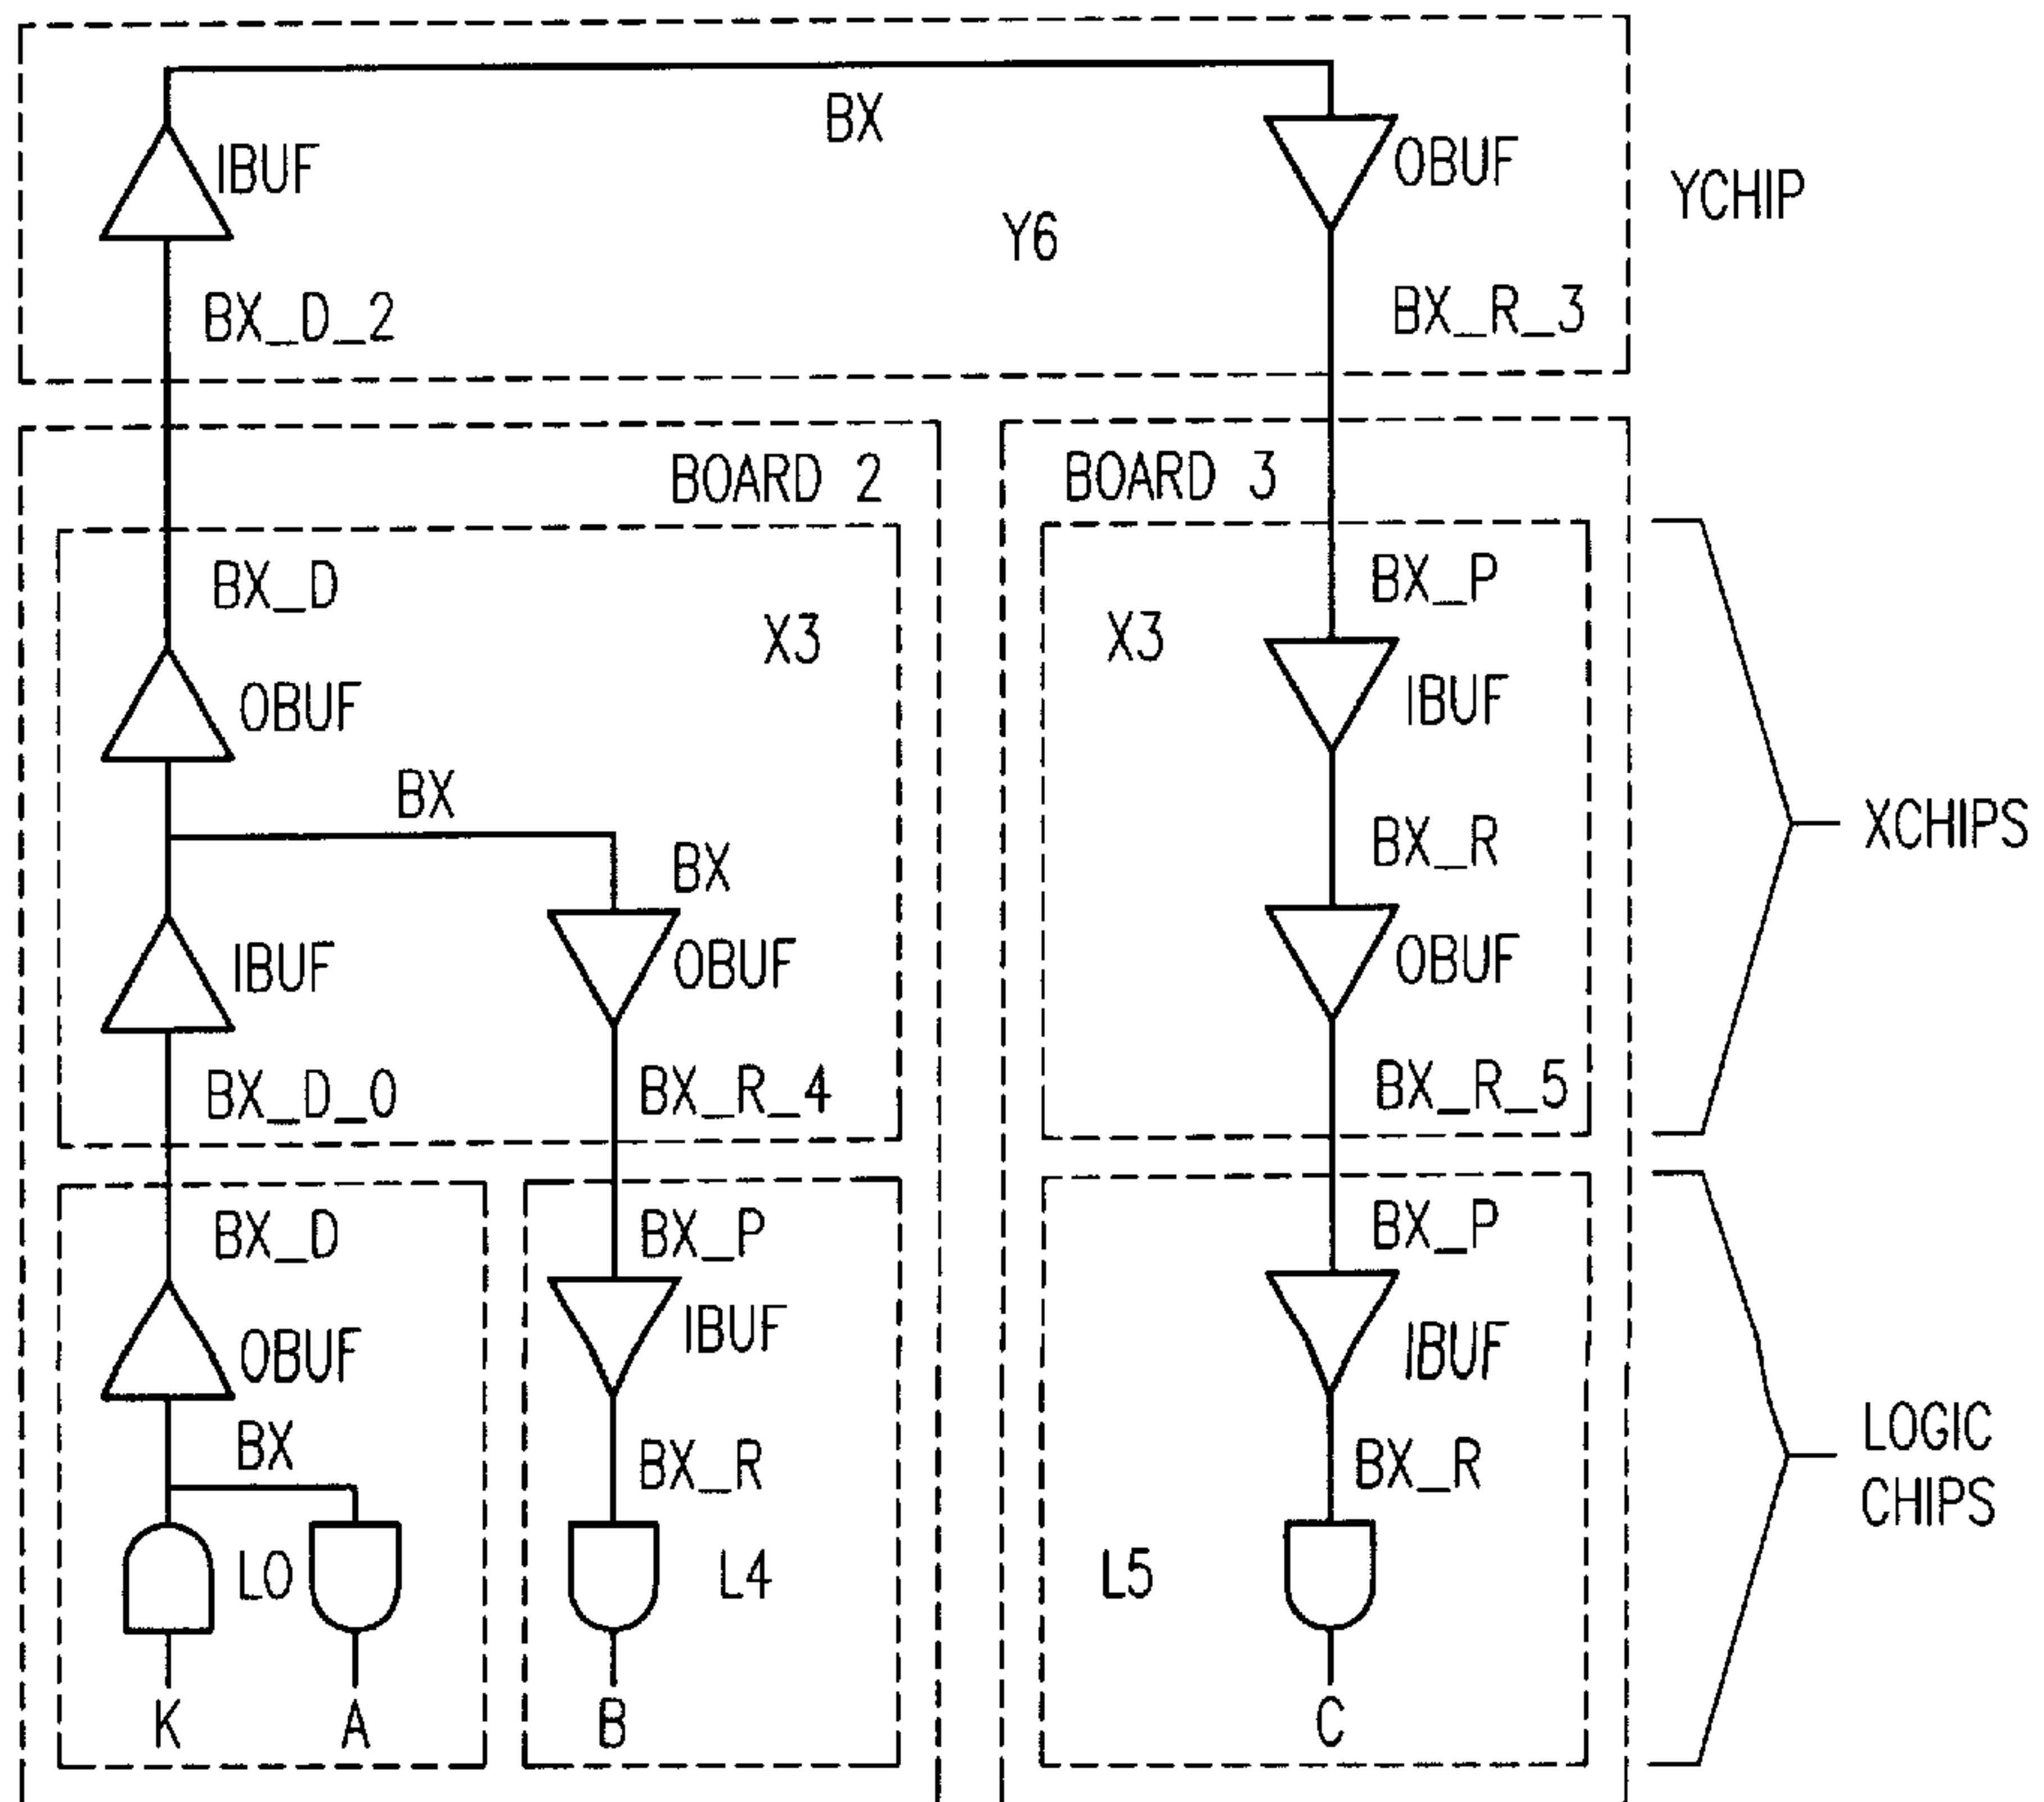 BX
IBUF
OBUF
YCHIP
Y6
BX_D_2
BX_R_3
BOARD 2
BOARD 3
BX_D
BX_P
X3
X3
OBUF
IBUF
BX
XCHIPS
BX_R
BX
IBUF
OBUF
OBUF
BX_D_0
BX_R_4
BX_R_5
BX_D
BX_P
BX_P
OBUF
IBUF
IBUF
BX
BX_R
BX_R
LOGIC
CHIPS
L0
L4
L5
K
A
B
C